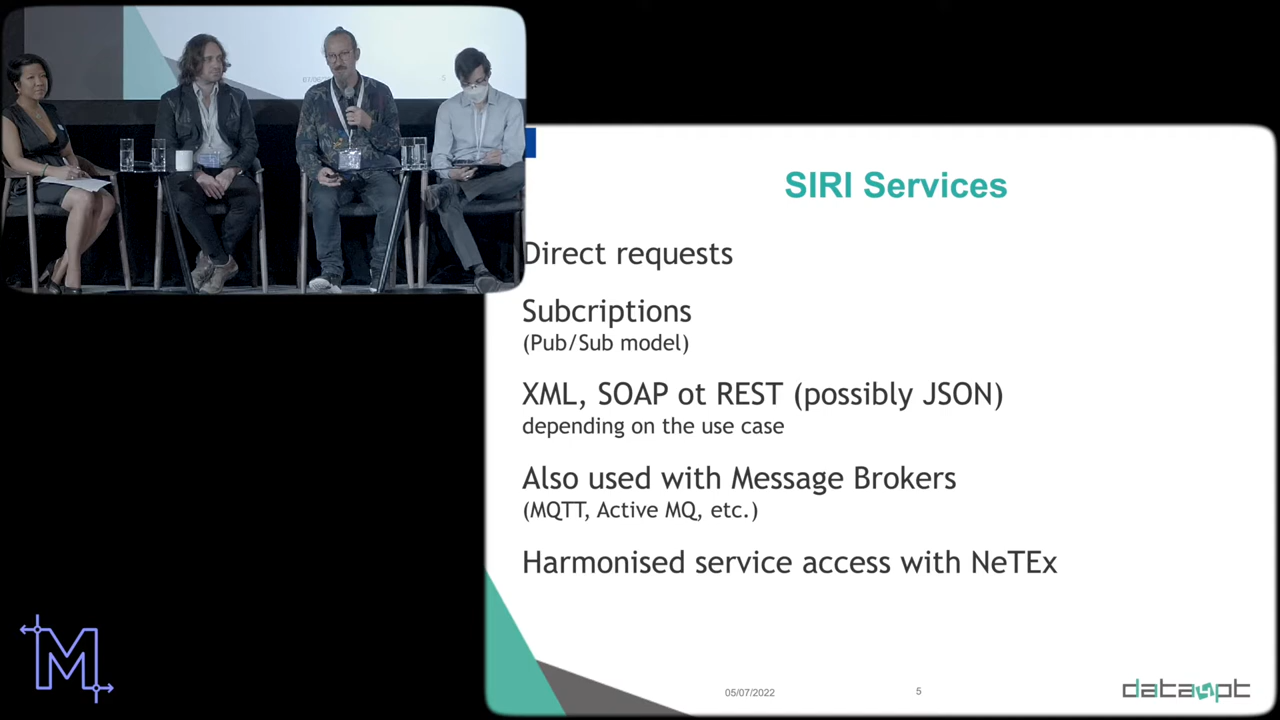 SIRI Services
Direct requests
Subcriptions
(Pub/Sub model)
XML, SOAP ot REST (possibly JSON)
depending on the use case
Also used with Message Brokers
(MQTT, Active MQ, etc.)
Harmonised service access with NeTEx
05/07/2022
5
data4pt
M